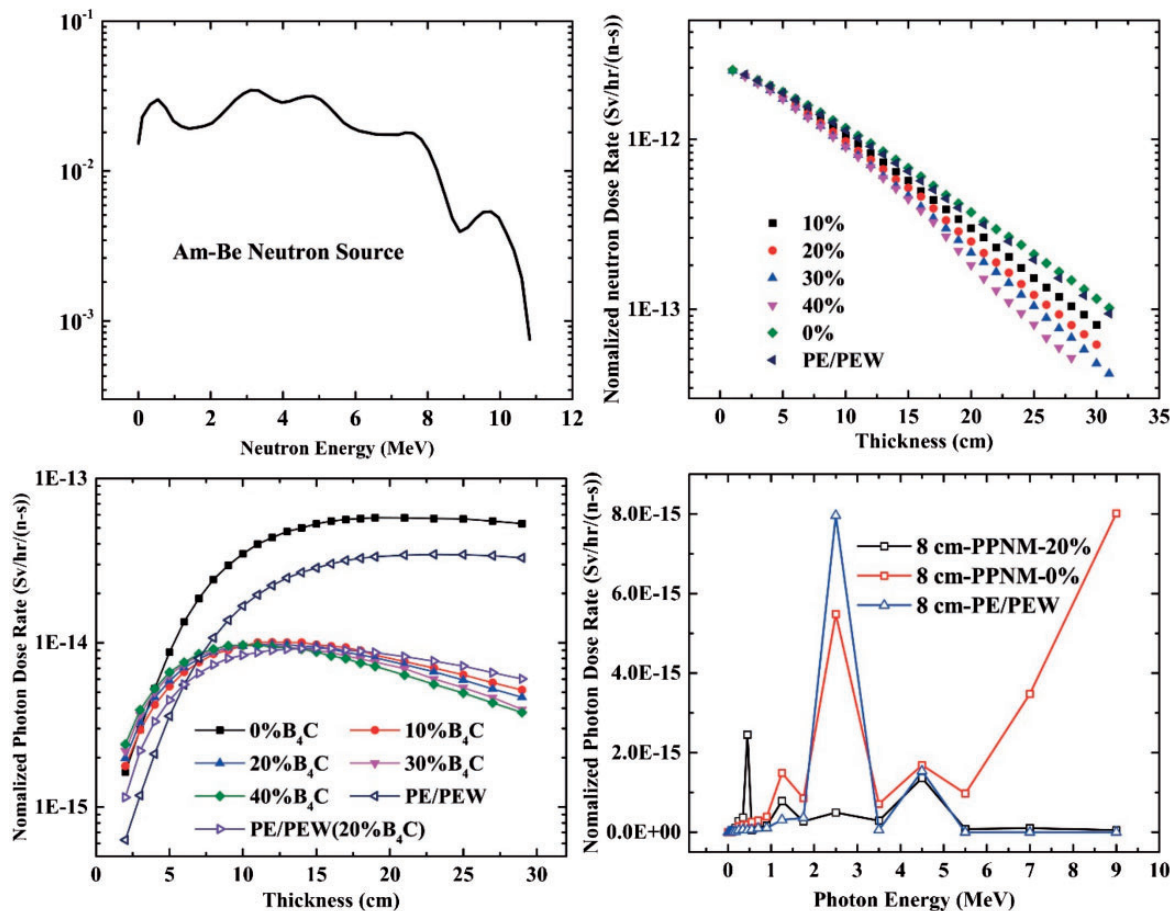 10^-1
10^-2
10^-3
Am-Be Neutron Source
0 2 4 6 8 10 12
Neutron Energy (MeV)
Nomalized neutron Dose Rate (Sv/hr/(n-s))
1E-12
1E-13
10%
20%
30%
40%
0%
PE/PEW
0 5 10 15 20 25 30 35
Thickness (cm)
Nomalized Photon Dose Rate (Sv/hr/(n-s))
1E-13
1E-14
1E-15
0%B₄C 10%B₄C
20%B₄C 30%B₄C
40%B₄C PE/PEW
PE/PEW(20%B₄C)
0 5 10 15 20 25 30
Thickness (cm)
Nomalized Photon Dose Rate (Sv/hr/(n-s))
8.0E-15
6.0E-15
4.0E-15
2.0E-15
0.0E+00
8 cm-PPNM-20%
8 cm-PPNM-0%
8 cm-PE/PEW
0 1 2 3 4 5 6 7 8 9 10
Photon Energy (MeV)